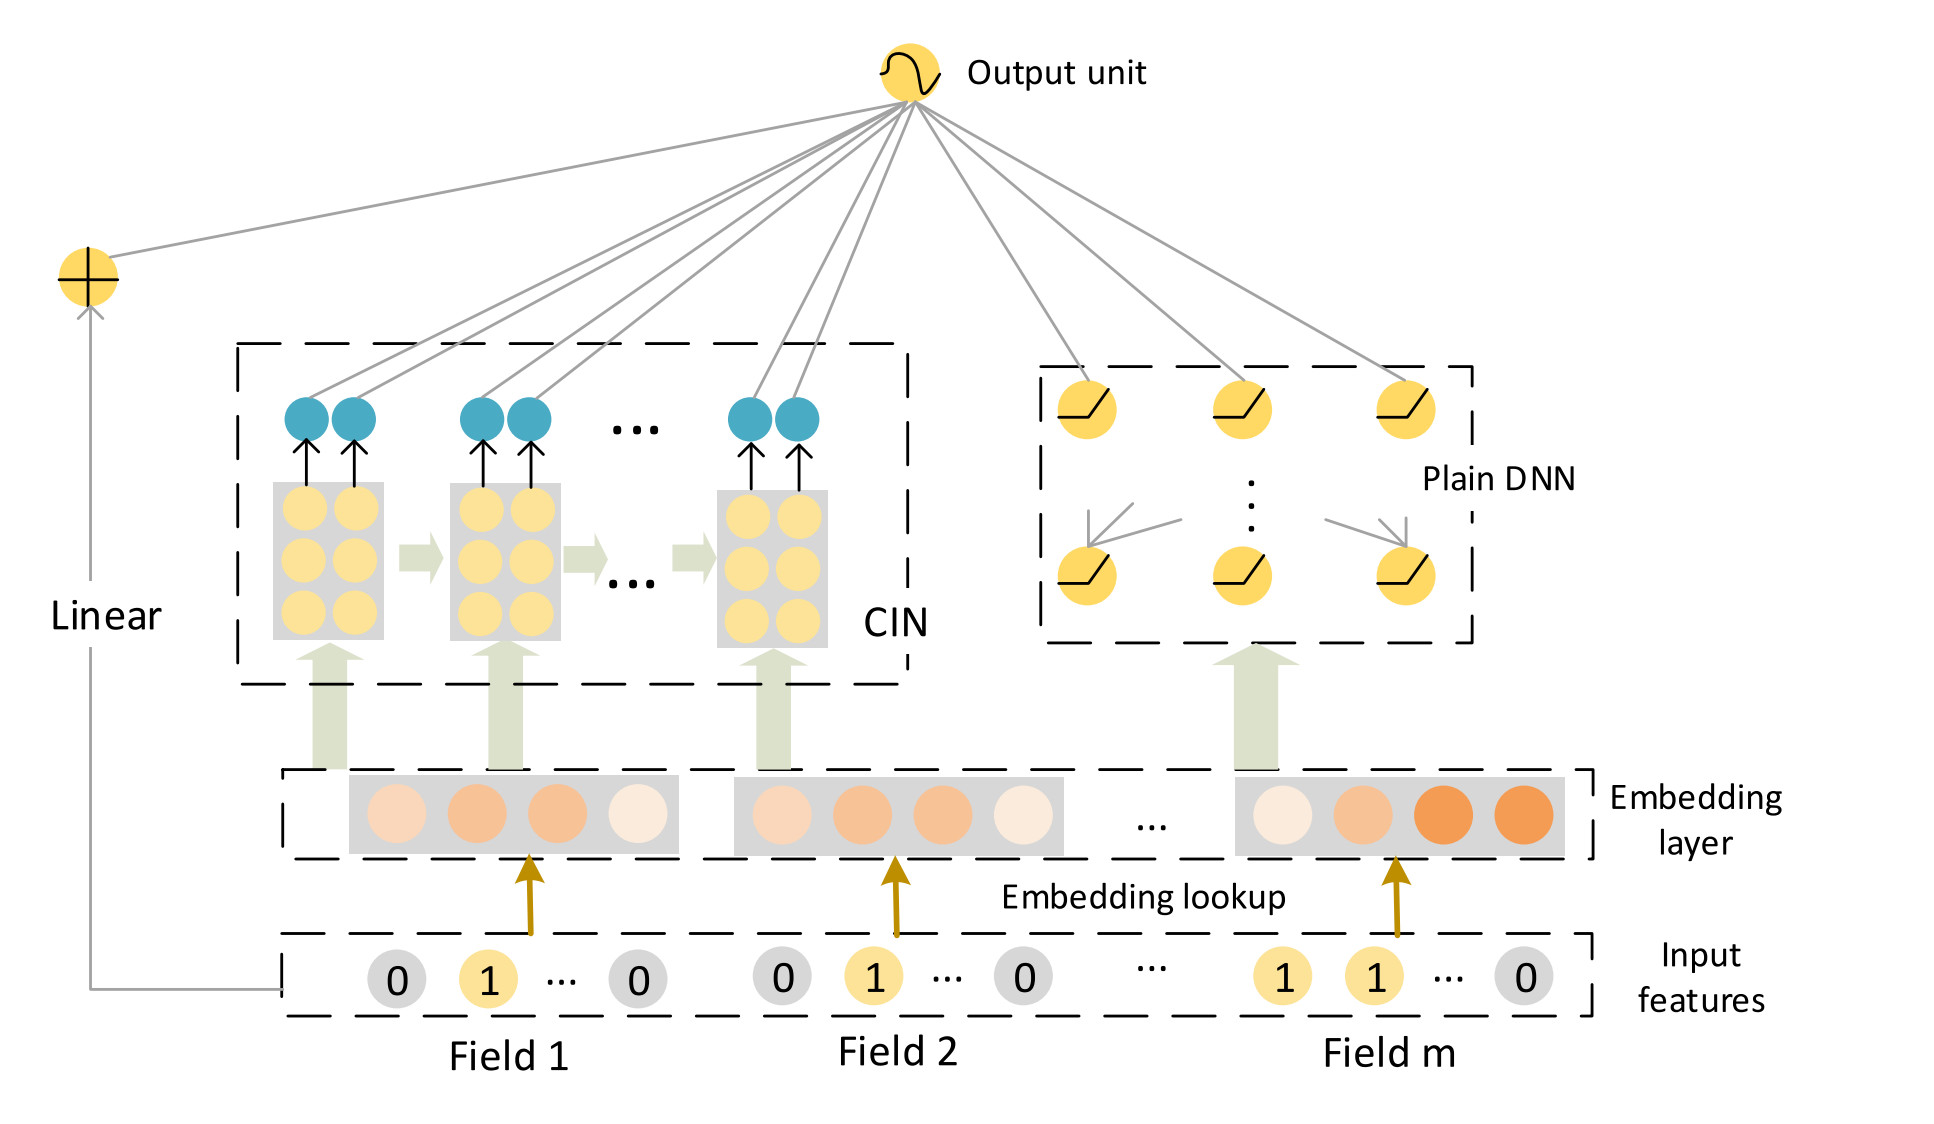 Output unit
Plain DNN
Linear
CIN
...
Embedding
layer
Embedding lookup
0 1 ... 0 0 1 ... 0 ... 1 1 ... 0
Input
features
Field 1 Field 2 Field m